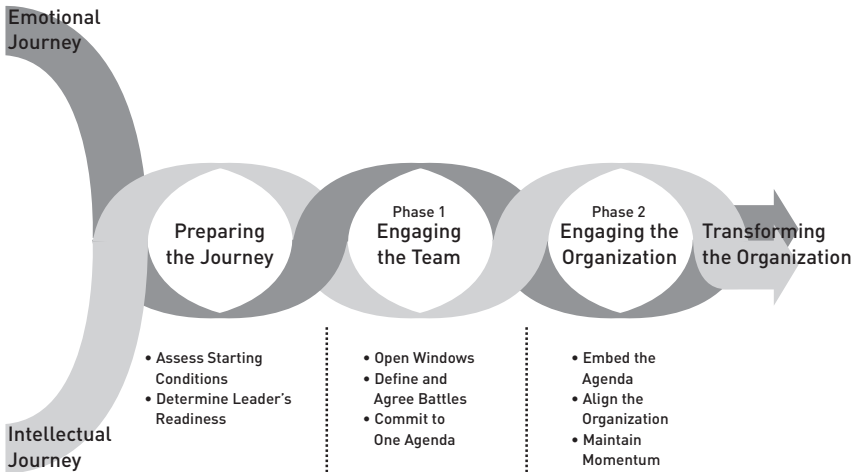 Emotional
Journey
Preparing
the Journey
Phase 1
Engaging
the Team
Phase 2
Engaging the
Organization
Transforming
the Organization
• Assess Starting
Conditions
• Determine Leader’s
Readiness
• Open Windows
• Define and
Agree Battles
• Commit to
One Agenda
• Embed the
Agenda
• Align the
Organization
• Maintain
Momentum
Intellectual
Journey